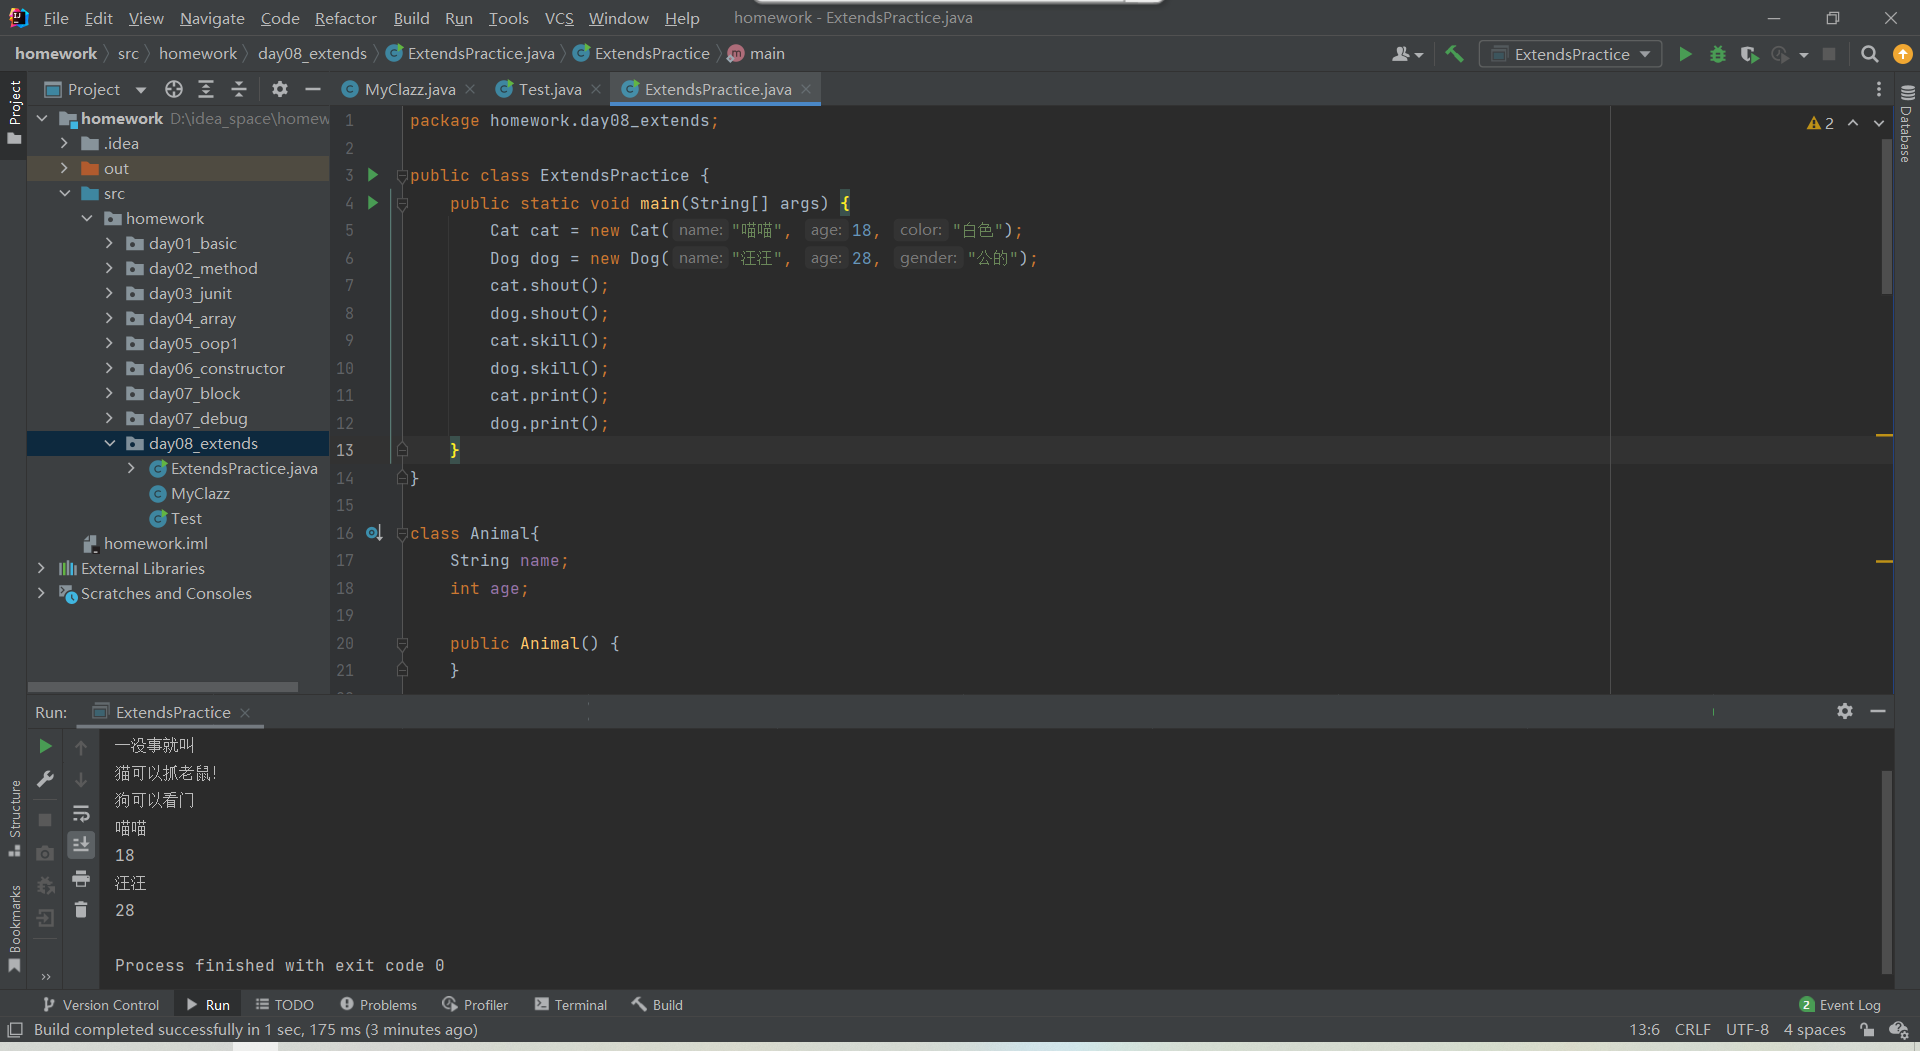 File Edit View Navigate Code Refactor Build Run Tools VCS Window Help homework - ExtendsPractice.java
homework src homework day08_extends ExtendsPractice.java ExtendsPractice main
ExtendsPractice
Project
MyClazz.java Test.java ExtendsPractice.java
Project
Database
homework D:\idea_space\homew
.idea
out
src
homework
day01_basic
day02_method
day03_junit
day04_array
day05_oop1
day06_constructor
day07_block
day07_debug
day08_extends
ExtendsPractice.java
MyClazz
Test
homework.iml
External Libraries
Scratches and Consoles
2
1 package homework.day08_extends;
2
3 public class ExtendsPractice {
4 public static void main(String[] args) {
5 Cat cat = new Cat( name: "喵喵", age: 18, color: "白色");
6 Dog dog = new Dog( name: "汪汪", age: 28, gender: "公的");
7 cat.shout();
8 dog.shout();
9 cat.skill();
10 dog.skill();
11 cat.print();
12 dog.print();
13 }
14 }
15
16 class Animal{
17 String name;
18 int age;
19
20 public Animal() {
21 }
Run: ExtendsPractice
一没事就叫
猫可以抓老鼠!
狗可以看门
喵喵
18
汪汪
28
Process finished with exit code 0
Structure
Bookmarks
Version Control Run TODO Problems Profiler Terminal Build 2 Event Log
Build completed successfully in 1 sec, 175 ms (3 minutes ago) 13:6 CRLF UTF-8 4 spaces